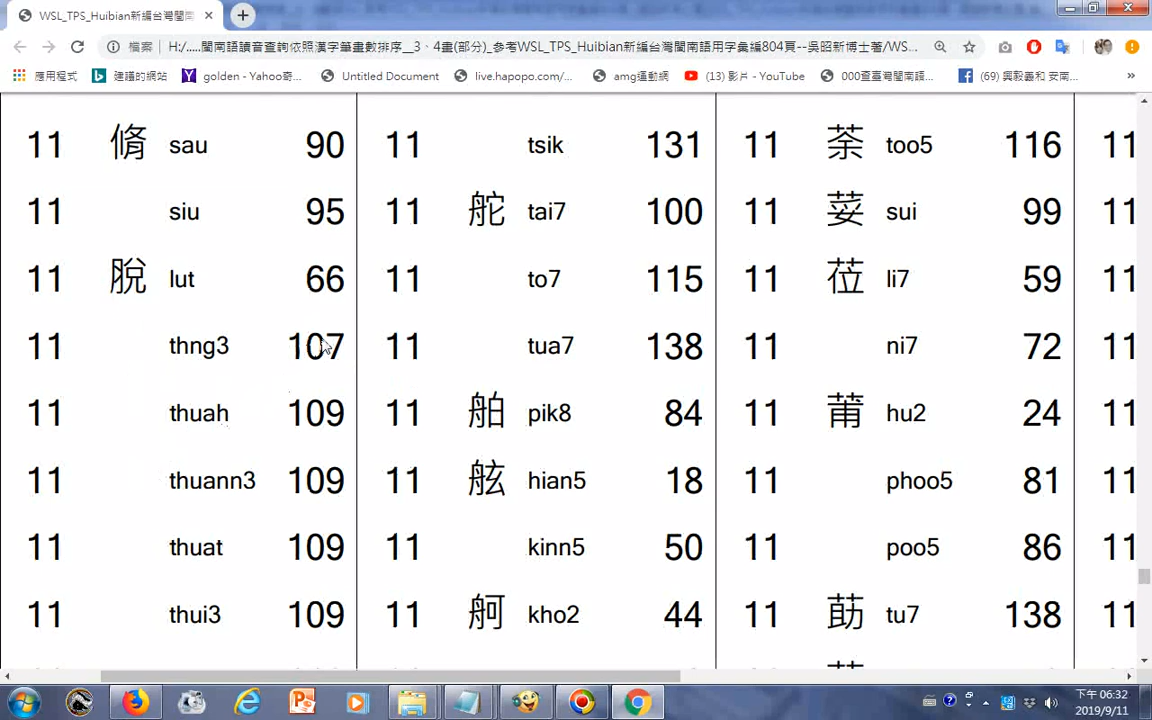 WSL_TPS_Huibian新編台灣閩南
檔案 H:/.....閩南語讀音查詢依照漢字筆畫數排序__3、4畫(部分)_參考WSL_TPS_Huibian新編台灣閩南語用字彙編804頁--吳昭新博士著/WS...
應用程式 建議的網站 golden - Yahoo奇... Untitled Document live.hapopo.com/... amg運動網 (13) 影片 - YouTube 000查臺灣閩南語... (69) 興毅義和 安南... »
11 脩 sau 90 11 tsik 131 11 荼 too5 116 11
11 siu 95 11 舵 tai7 100 11 荽 sui 99 11
11 脫 lut 66 11 to7 115 11 莅 li7 59 11
11 thng3 107 11 tua7 138 11 ni7 72 11
11 thuah 109 11 舶 pik8 84 11 莆 hu2 24 11
11 thuann3 109 11 舷 hian5 18 11 phoo5 81 11
11 thuat 109 11 kinn5 50 11 poo5 86 11
11 thui3 109 11 舸 kho2 44 11 莇 tu7 138 11
下午 06:32
2019/9/11